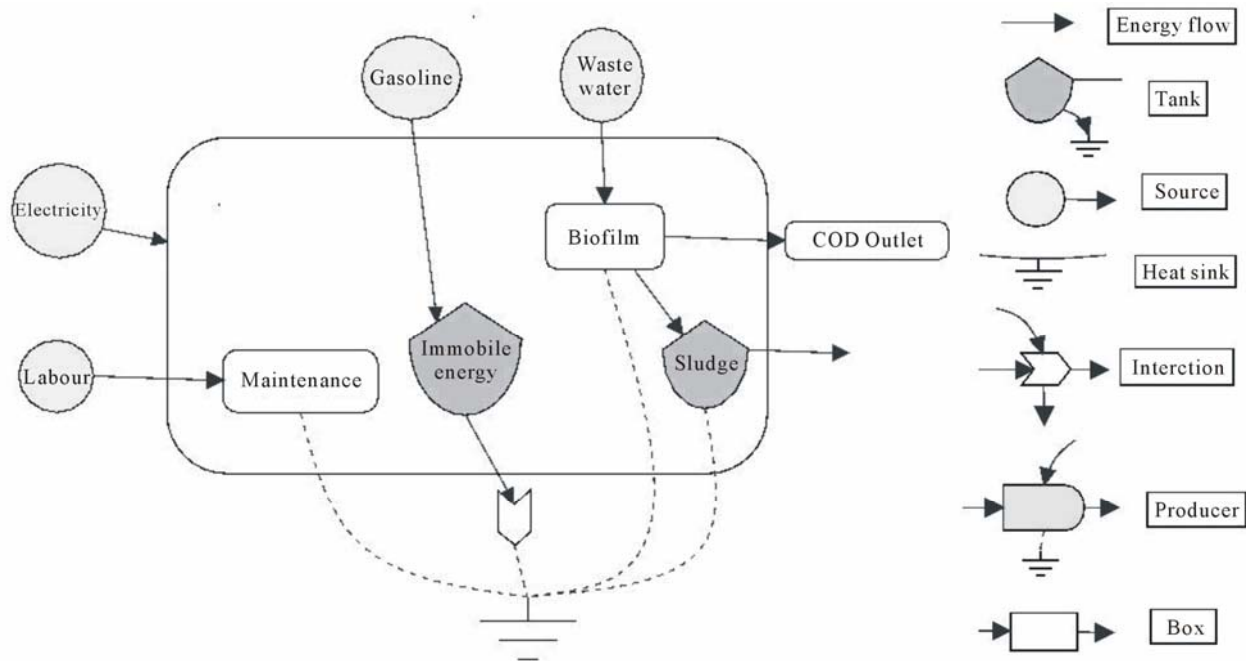 Gasoline
Waste
water
Electricity
Biofilm
COD Outlet
Labour
Maintenance
Immobile
energy
Sludge
Energy flow
Tank
Source
Heat sink
Interction
Producer
Box